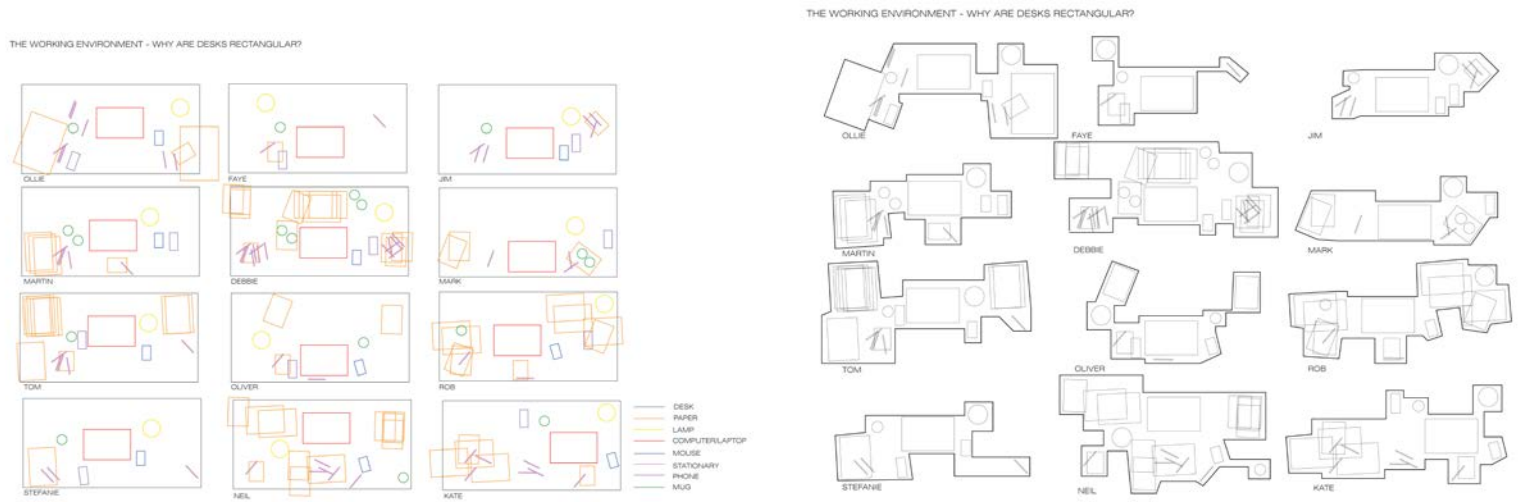 THE WORKING ENVIRONMENT - WHY ARE DESKS RECTANGULAR?
OLLIE
FAYE
JIM
MARTIN
DEBBIE
MARK
TOM
OLIVER
ROB
STEFANIE
NEIL
KATE
DESK
PAPER
LAMP
COMPUTER/LAPTOP
MOUSE
STATIONARY
PHONE
MUG
THE WORKING ENVIRONMENT - WHY ARE DESKS RECTANGULAR?
OLLIE
FAYE
JIM
MARTIN
DEBBIE
MARK
TOM
OLIVER
ROB
STEFANIE
NEIL
KATE